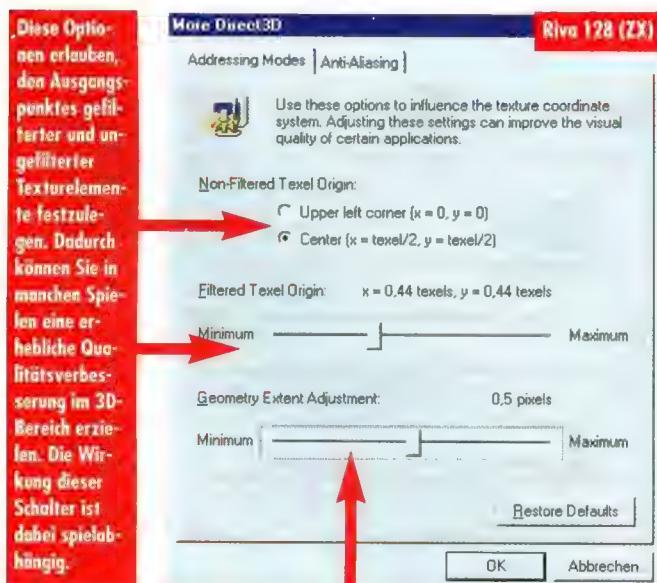 Diese Optio-
nen erlauben,
den Ausgangs-
punktes gefil-
terter und un-
gefilterter
Texturelemen-
te festzule-
gen. Dadurch
können Sie in
manchen Spie-
len eine er-
hebliche Qua-
litätsverbes-
serung im 3D-
Bereich erzie-
len. Die Wir-
kung dieser
Schalter ist
dabei spielab-
hängig.
More Direct3D
Riva 128 (ZX)
Addressing Modes
Anti-Aliasing
Use these options to influence the texture coordinate
system. Adjusting these settings can improve the visual
quality of certain applications.
Non-Filtered Texel Origin:
Upper left corner (x = 0, y = 0)
Center (x = texel/2, y = texel/2)
Filtered Texel Origin: x = 0,44 texels, y = 0,44 texels
Minimum Maximum
Geometry Extent Adjustment: 0,5 pixels
Minimum Maximum
Restore Defaults
OK Abbrechen